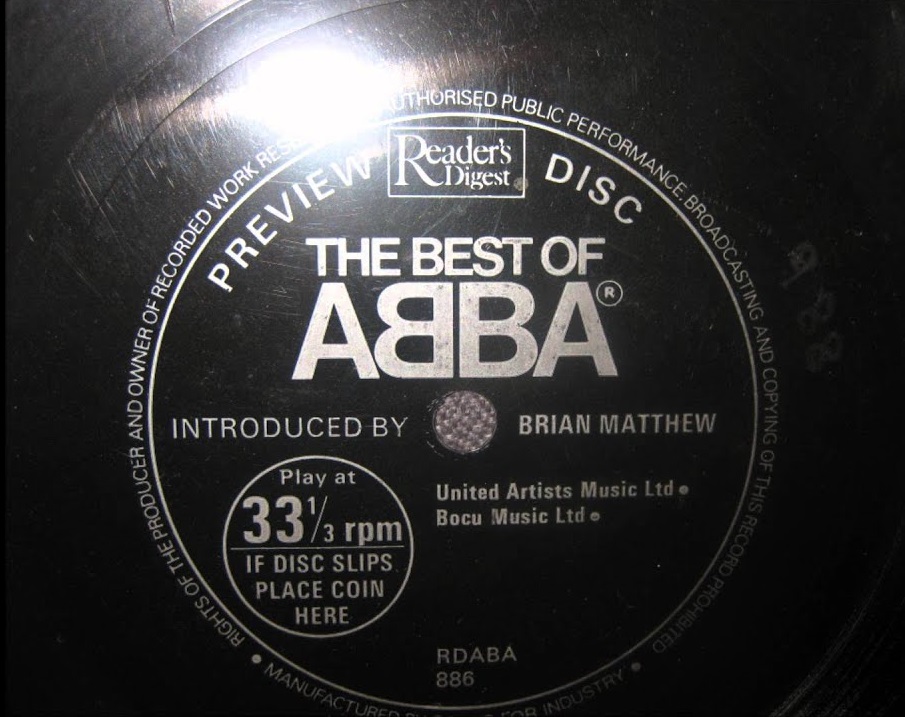 RIGHTS OF THE PRODUCER AND OWNER OF RECORDED WORK AUTHORISED PUBLIC PERFORMANCE. BROADCASTING AND COPYING OF THIS RECORD PROHIBITED
PREVIEW Reader's Digest DISC
THE BEST OF
ABBA®
INTRODUCED BY BRIAN MATTHEW
Play at
33 1/3 rpm
IF DISC SLIPS
PLACE COIN
HERE
United Artists Music Ltd
Bocu Music Ltd
RDABA
886
• MANUFACTURED FOR INDUSTRY •